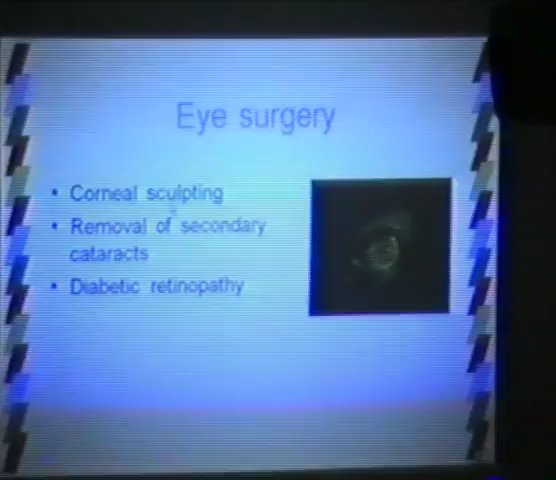 Eye surgery
• Corneal sculpting
• Removal of secondary
cataracts
• Diabetic retinopathy